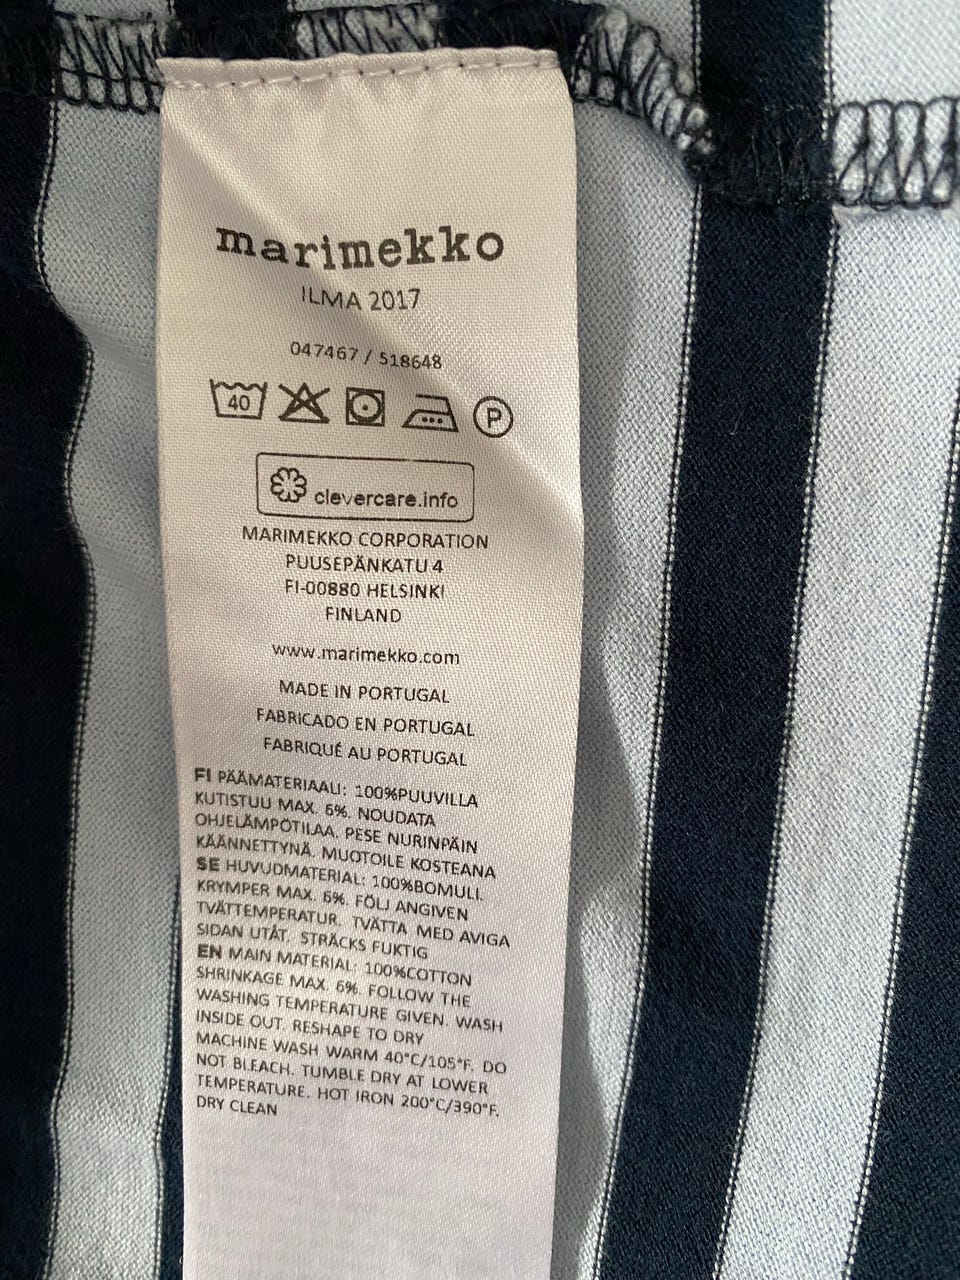 marimekko
ILMA 2017
047467 / 518648
40 P
clevercare.info
MARIMEKKO CORPORATION
PUUSEPÄNKATU 4
FI-00880 HELSINKI
FINLAND
www.marimekko.com
MADE IN PORTUGAL
FABRICADO EN PORTUGAL
FABRIQUÉ AU PORTUGAL
FI PÄÄMATERIAALI: 100%PUUVILLA
KUTISTUU MAX. 6%. NOUDATA
OHJELÄMPÖTILAA. PESE NURINPÄIN
KÄÄNNETTYNÄ. MUOTOILE KOSTEANA
SE HUVUDMATERIAL: 100%BOMULL
KRYMPER MAX. 6%. FÖLJ ANGIVEN
TVÄTTEMPERATUR. TVÄTTA MED AVIGA
SIDAN UTÅT. STRÄCKS FUKTIG
EN MAIN MATERIAL: 100%COTTON
SHRINKAGE MAX. 6%. FOLLOW THE
WASHING TEMPERATURE GIVEN. WASH
INSIDE OUT. RESHAPE TO DRY
MACHINE WASH WARM 40°C/105°F. DO
NOT BLEACH. TUMBLE DRY AT LOWER
TEMPERATURE. HOT IRON 200°C/390°F.
DRY CLEAN